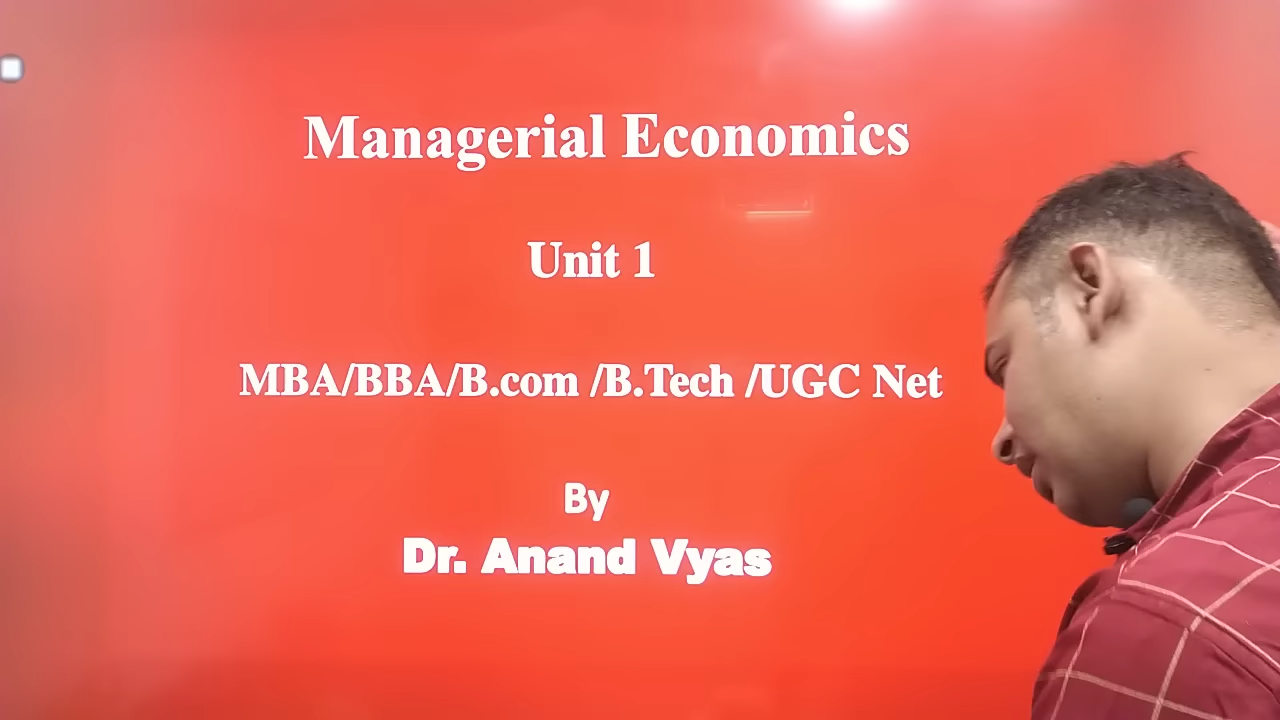 Managerial Economics
Unit 1
MBA/BBA/B.com /B.Tech /UGC Net
By
Dr. Anand Vyas